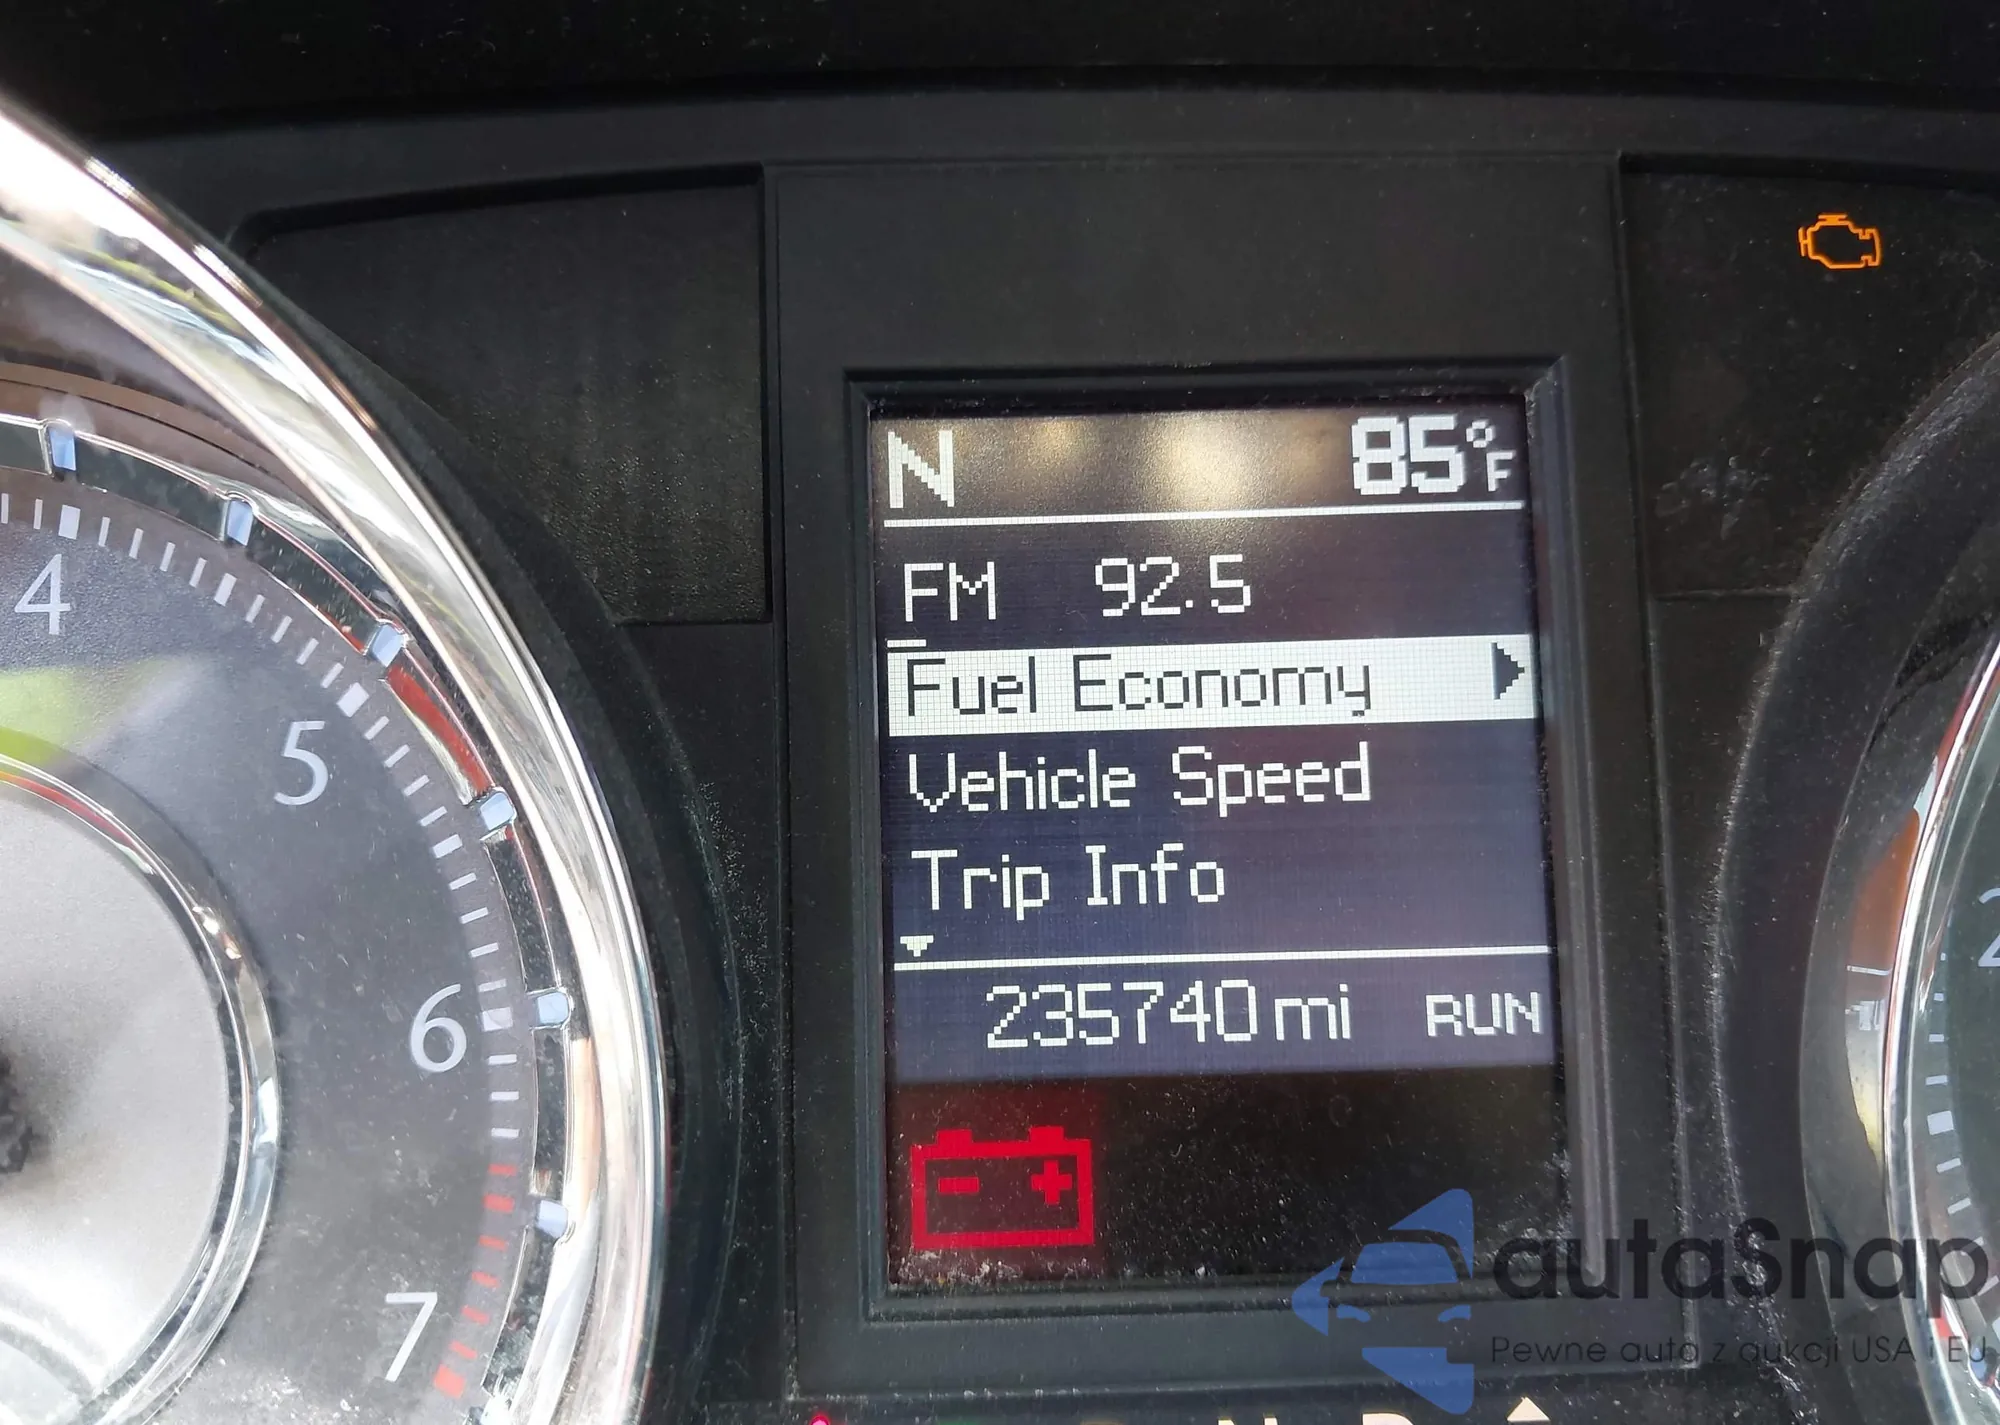 N 85°F
FM 92.5
Fuel Economy
Vehicle Speed
Trip Info
235740 mi RUN
4
5
6
7
2
- +
autaSnap
Pewne auta z aukcji USA i EU
N